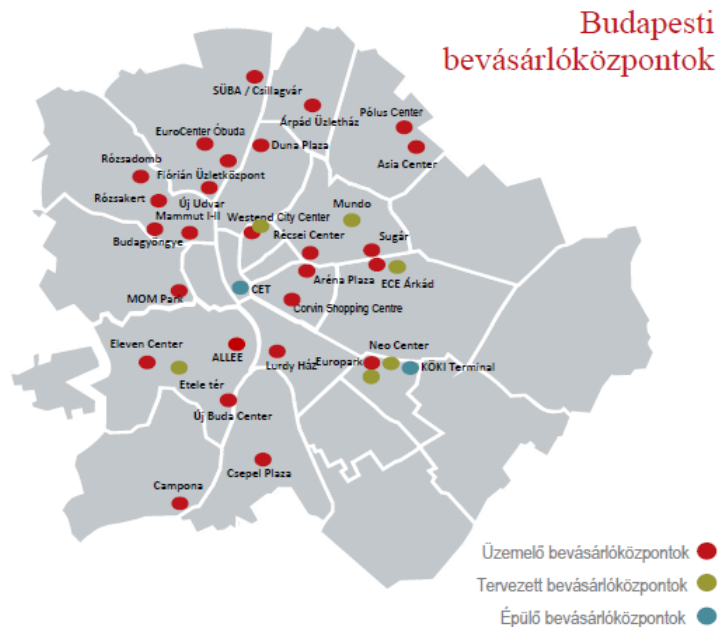 Budapesti
bevásárlóközpontok
SÜBA / Csillagvár
Árpád Üzletház
Pólus Center
EuroCenter Óbuda
Duna Plaza
Asia Center
Rózsadomb
Flórián Üzletközpont
Rózsakert
Új Udvar
Mundo
Mammut I-II
Westend City Center
Budagyöngye
Récsei Center
Sugár
Aréna Plaza
ECE Árkád
MOM Park
CET
Corvin Shopping Centre
Eleven Center
ALLEE
Neo Center
Lurdy Ház
Europark
KÖKI Terminál
Etele tér
Új Buda Center
Csepel Plaza
Campona
Üzemelő bevásárlóközpontok
Tervezett bevásárlóközpontok
Épülő bevásárlóközpontok